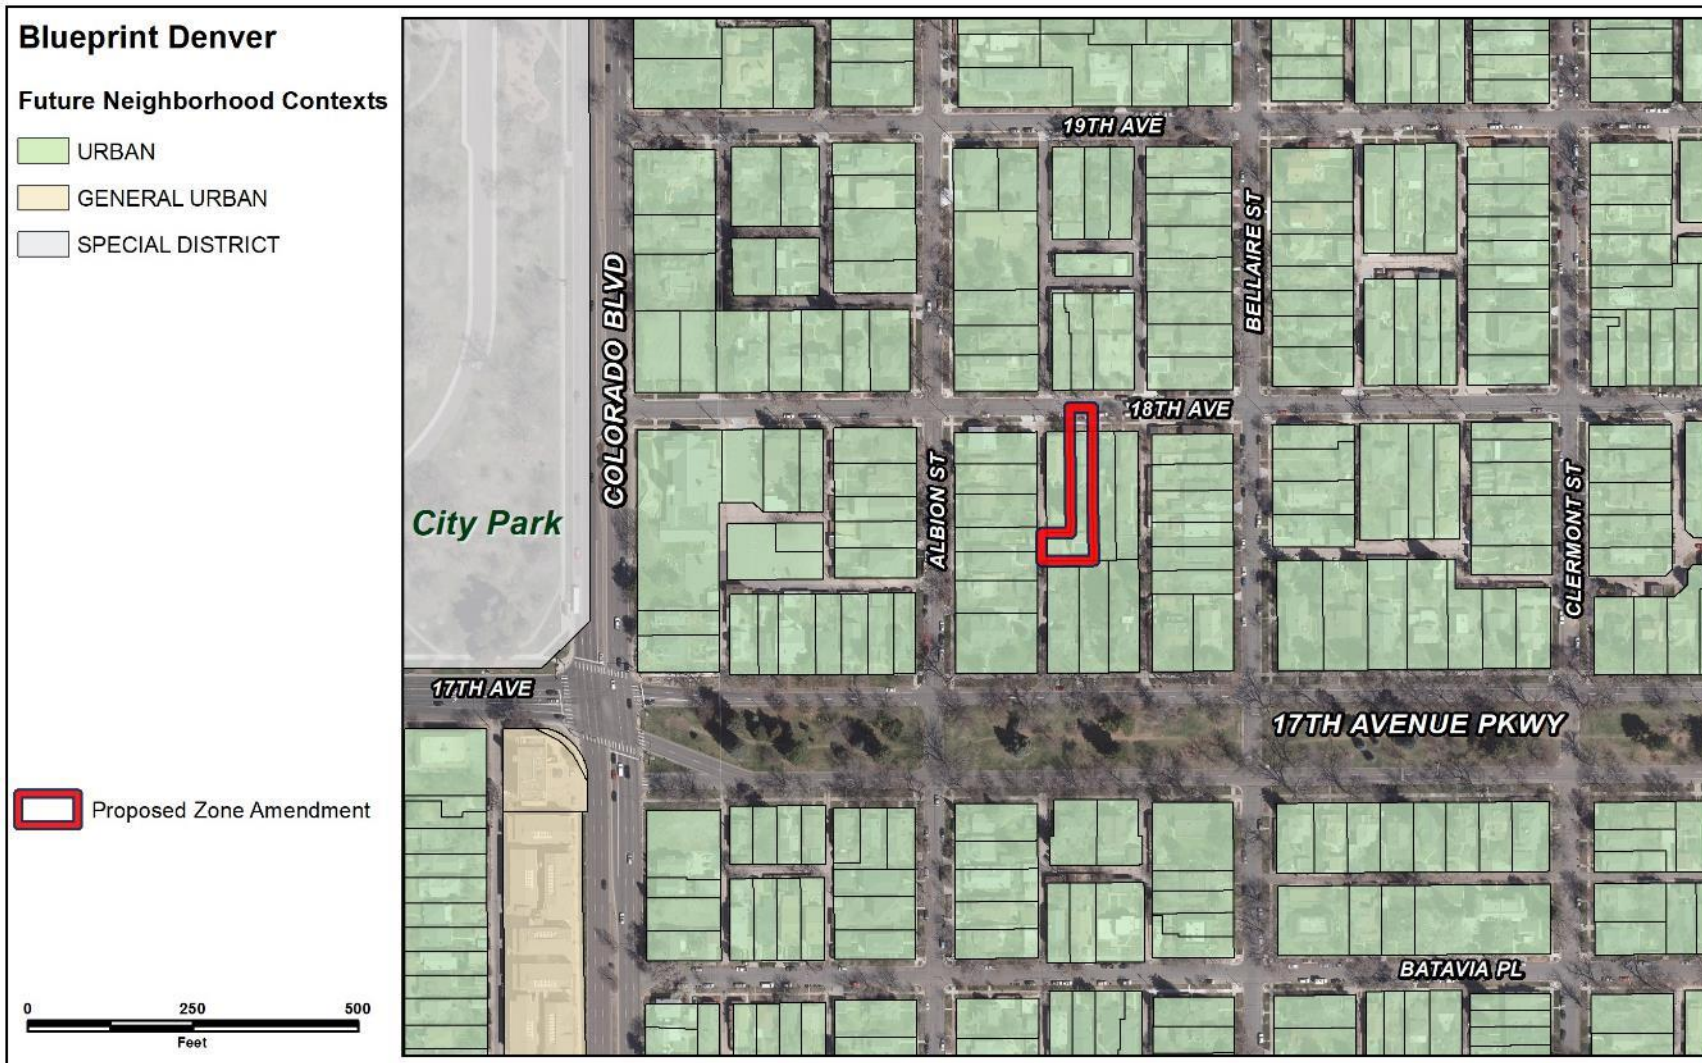 Blueprint Denver
Future Neighborhood Contexts
URBAN
GENERAL URBAN
SPECIAL DISTRICT
Proposed Zone Amendment
0 250 500
Feet
19TH AVE
BELLAIRE ST
COLORADO BLVD
18TH AVE
City Park
ALBION ST
CLERMONT ST
17TH AVE
17TH AVENUE PKWY
BATAVIA PL